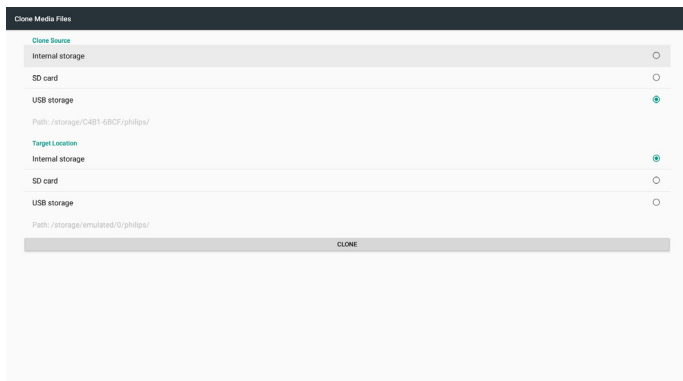 Clone Media Files
Clone Source
Internal storage
SD card
USB storage
Path: /storage/C4B1-6BCF/philips/
Target Location
Internal storage
SD card
USB storage
Path: /storage/emulated/0/philips/
CLONE